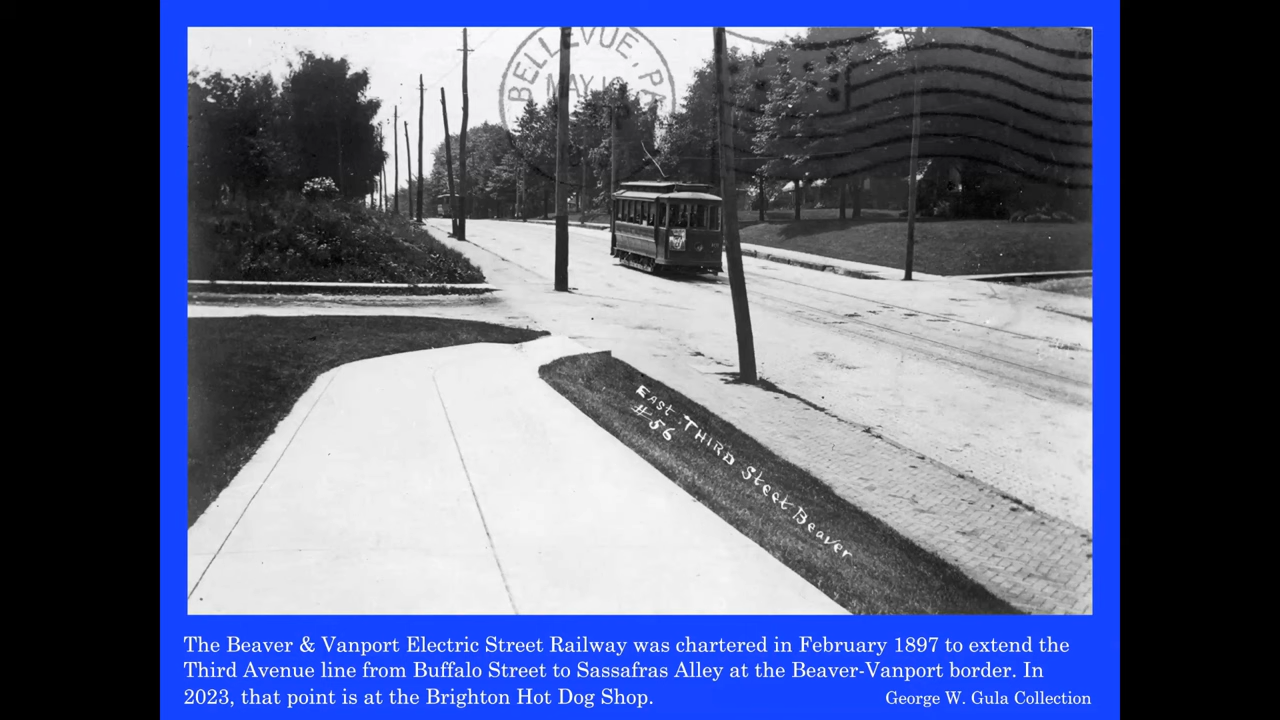 BELLEVUE, PA
MAY
East THIRD Steet Beaver
#56
The Beaver & Vanport Electric Street Railway was chartered in February 1897 to extend the
Third Avenue line from Buffalo Street to Sassafras Alley at the Beaver-Vanport border. In
2023, that point is at the Brighton Hot Dog Shop.
George W. Gula Collection